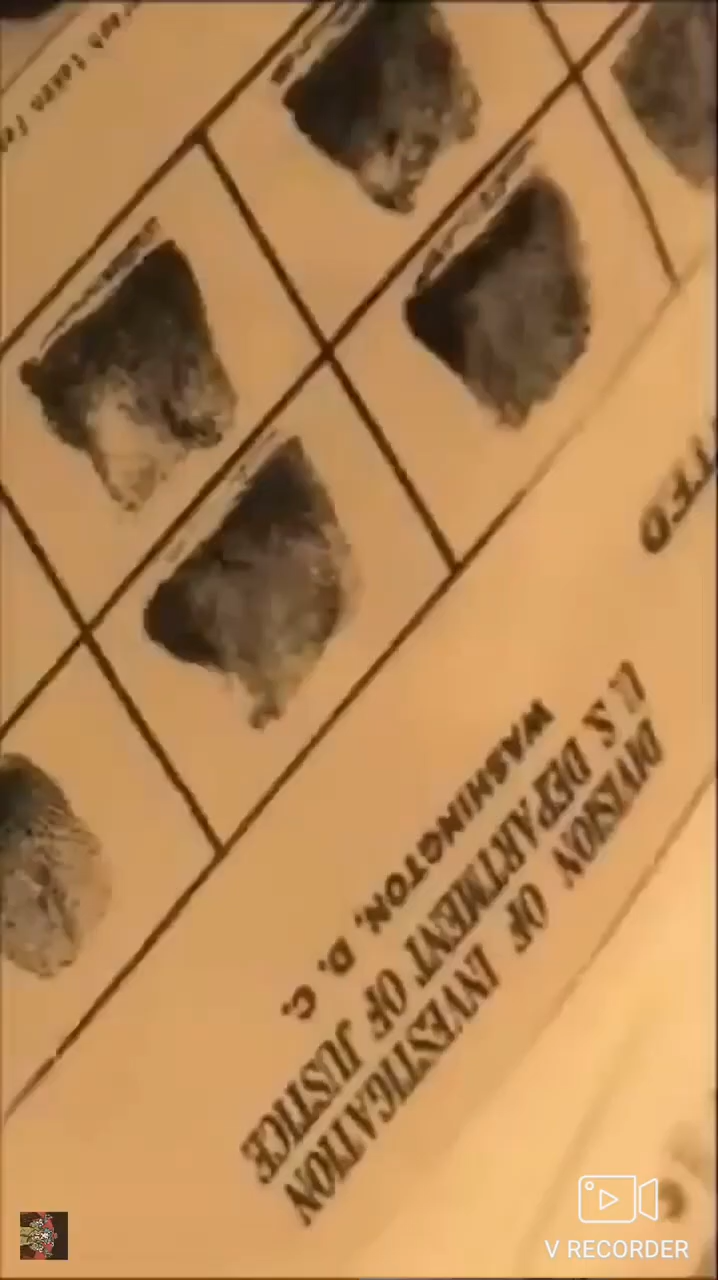 DIVISION OF INVESTIGATION
U. S. DEPARTMENT OF JUSTICE
WASHINGTON, D. C.
V RECORDER